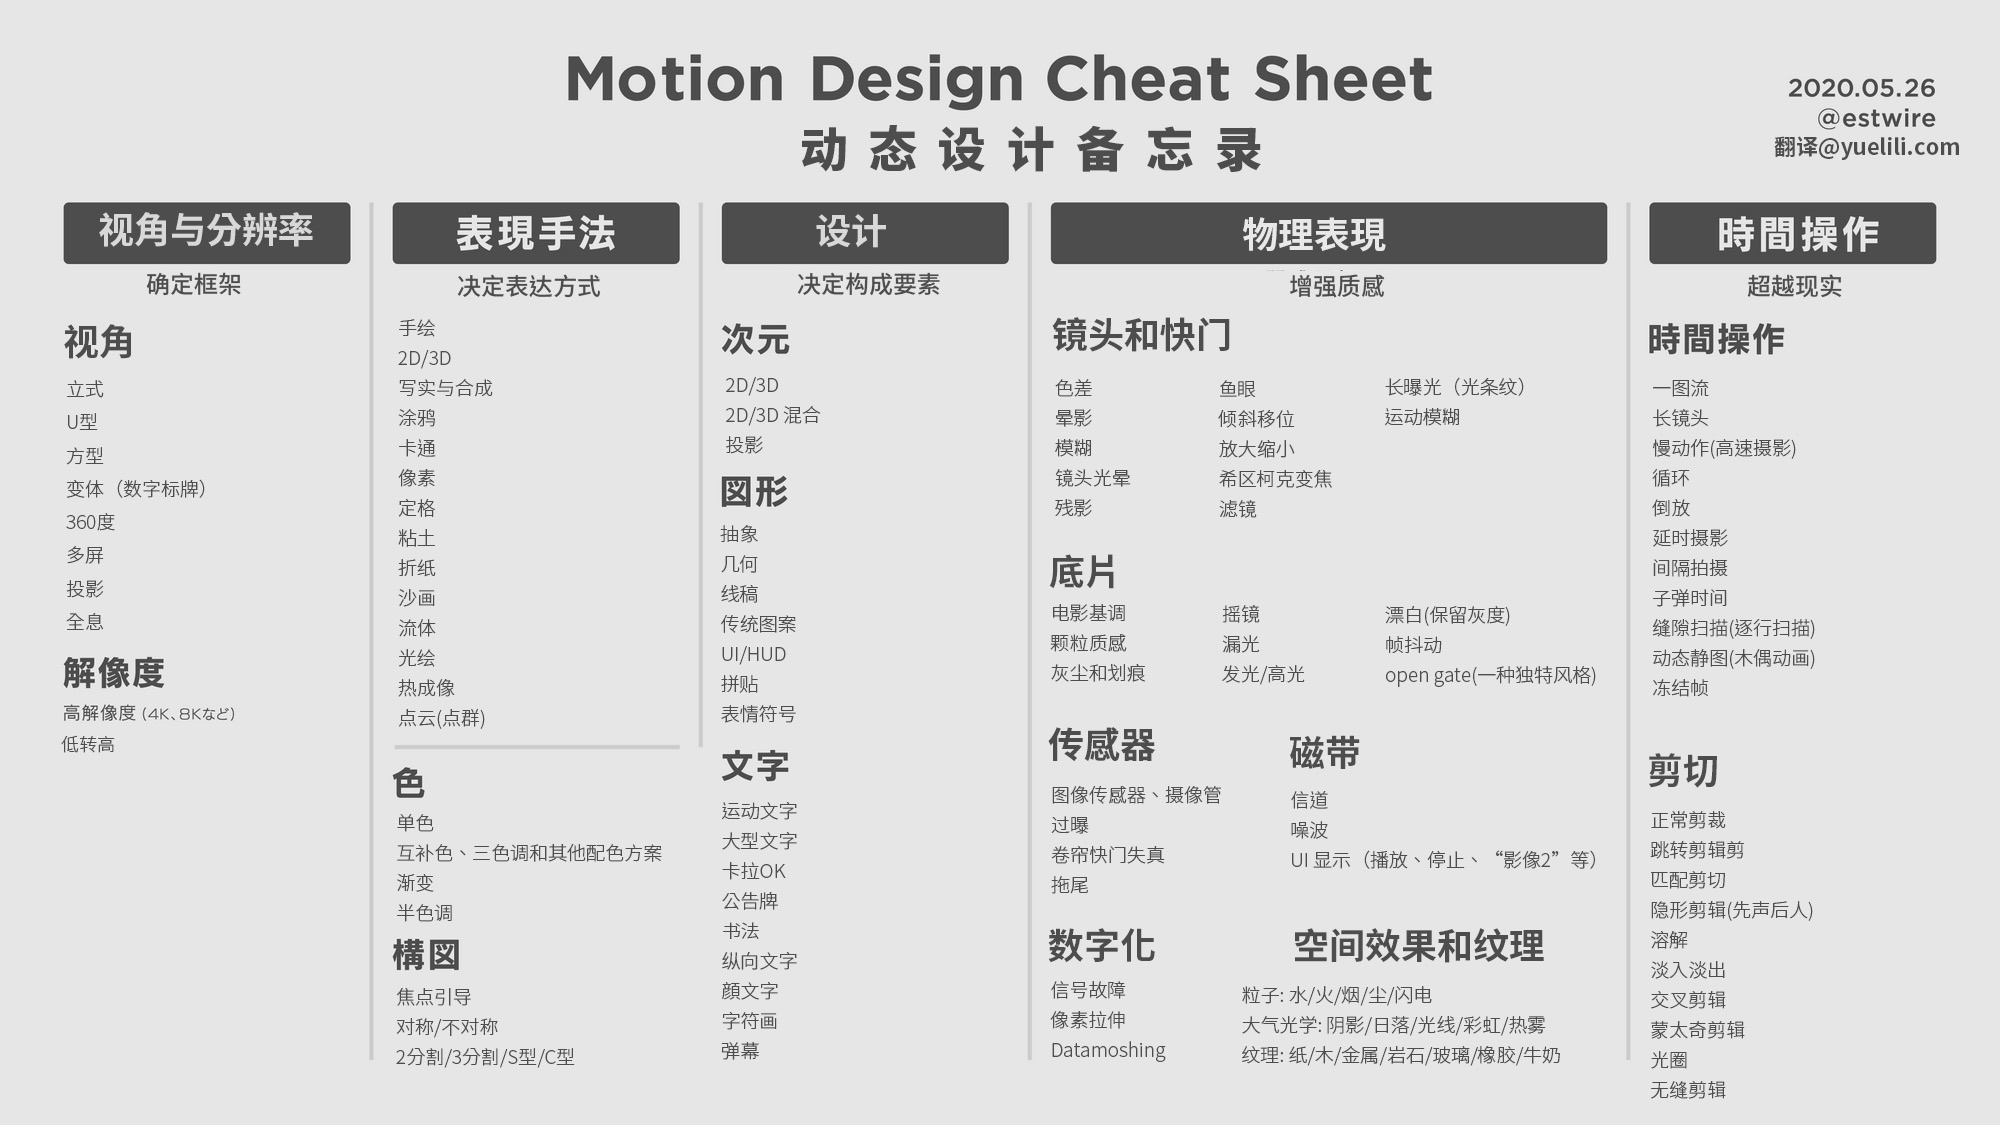 Motion Design Cheat Sheet
动态设计备忘录
2020.05.26
@estwire
翻译@yuelili.com
视角与分辨率
确定框架
视角
立式
U型
方型
变体（数字标牌）
360度
多屏
投影
全息
解像度
高解像度 (4K、8Kなど)
低转高
表現手法
决定表达方式
手绘
2D/3D
写实与合成
涂鸦
卡通
像素
定格
粘土
折纸
沙画
流体
光绘
热成像
点云(点群)
色
单色
互补色、三色调和其他配色方案
渐变
半色调
構図
焦点引导
对称/不对称
2分割/3分割/S型/C型
设计
决定构成要素
次元
2D/3D
2D/3D 混合
投影
図形
抽象
几何
线稿
传统图案
UI/HUD
拼贴
表情符号
文字
运动文字
大型文字
卡拉OK
公告牌
书法
纵向文字
顔文字
字符画
弹幕
物理表現
增强质感
镜头和快门
色差
晕影
模糊
镜头光晕
残影
鱼眼
倾斜移位
放大缩小
希区柯克变焦
滤镜
长曝光（光条纹）
运动模糊
底片
电影基调
颗粒质感
灰尘和划痕
摇镜
漏光
发光/高光
漂白(保留灰度)
帧抖动
open gate(一种独特风格)
传感器
图像传感器、摄像管
过曝
卷帘快门失真
拖尾
磁带
信道
噪波
UI 显示（播放、停止、“影像2”等）
数字化
信号故障
像素拉伸
Datamoshing
空间效果和纹理
粒子: 水/火/烟/尘/闪电
大气光学: 阴影/日落/光线/彩虹/热雾
纹理: 纸/木/金属/岩石/玻璃/橡胶/牛奶
時間操作
超越现实
時間操作
一图流
长镜头
慢动作(高速摄影)
循环
倒放
延时摄影
间隔拍摄
子弹时间
缝隙扫描(逐行扫描)
动态静图(木偶动画)
冻结帧
剪切
正常剪裁
跳转剪辑剪
匹配剪切
隐形剪辑(先声后人)
溶解
淡入淡出
交叉剪辑
蒙太奇剪辑
光圈
无缝剪辑